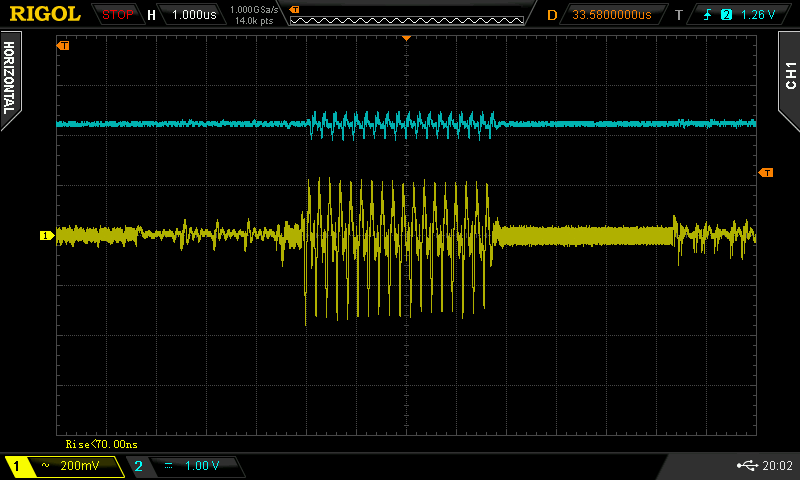 RIGOL STOP H 1.000us 1.000GSa/s D 33.5800000us T 2 1.26 V
14.0k pts
T
HORIZONTAL
T
CH1
T
1
Rise<70.00ns
1 ~ 200mV 2 1.00 V 20:02